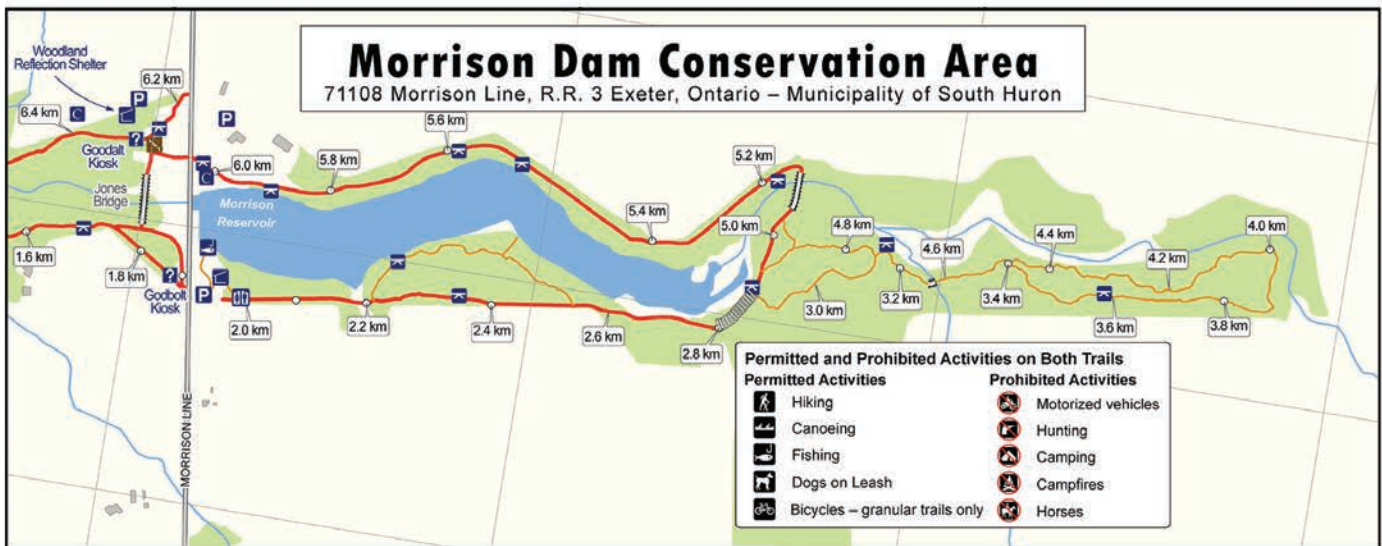 Morrison Dam Conservation Area
71108 Morrison Line, R.R. 3 Exeter, Ontario – Municipality of South Huron
Woodland
Reflection Shelter
P
6.2 km
6.4 km
?
Goodalt
Kiosk
P
C
C
6.0 km
5.8 km
5.6 km
5.4 km
5.2 km
5.0 km
4.8 km
4.6 km
4.4 km
4.2 km
4.0 km
Jones
Bridge
Morrison
Reservoir
1.6 km
1.8 km
?
Godbolt
Kiosk
P
2.0 km
2.2 km
2.4 km
2.6 km
2.8 km
3.0 km
3.2 km
3.4 km
3.6 km
3.8 km
MORRISON LINE
Permitted and Prohibited Activities on Both Trails
Permitted Activities
Hiking
Canoeing
Fishing
Dogs on Leash
Bicycles – granular trails only
Prohibited Activities
Motorized vehicles
Hunting
Camping
Campfires
Horses